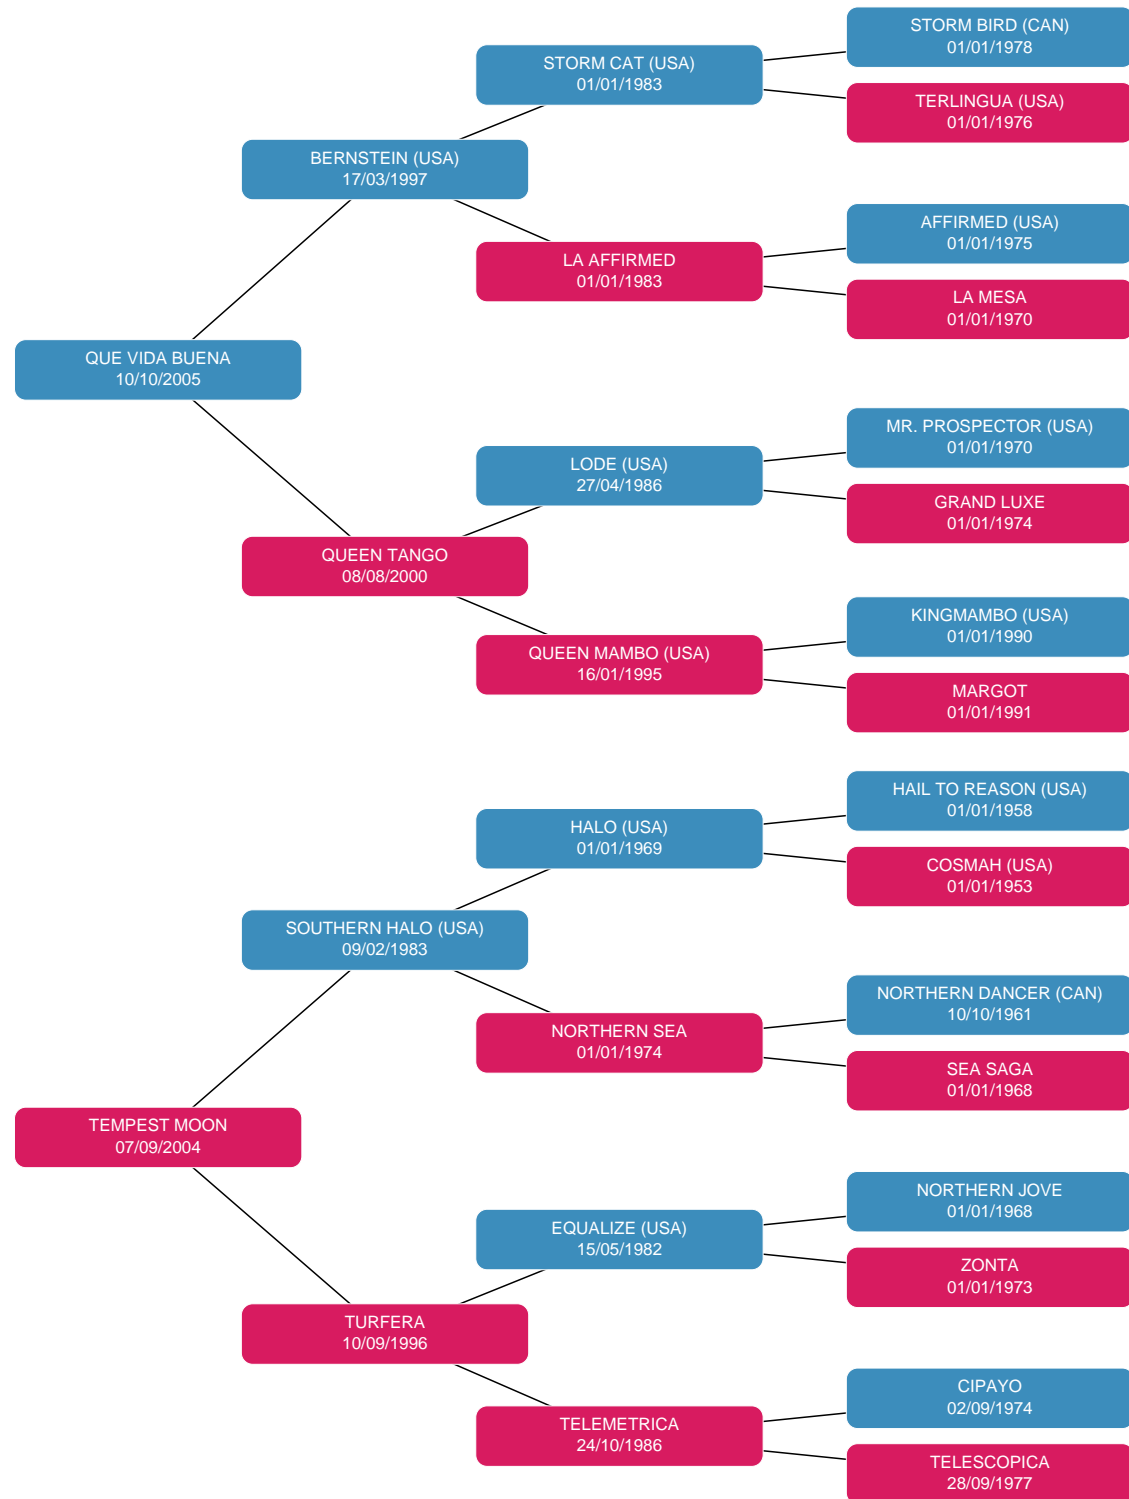 STORM BIRD (CAN)
01/01/1978
STORM CAT (USA)
01/01/1983
TERLINGUA (USA)
01/01/1976
BERNSTEIN (USA)
17/03/1997
AFFIRMED (USA)
01/01/1975
LA AFFIRMED
01/01/1983
LA MESA
01/01/1970
QUE VIDA BUENA
10/10/2005
MR. PROSPECTOR (USA)
01/01/1970
LODE (USA)
27/04/1986
GRAND LUXE
01/01/1974
QUEEN TANGO
08/08/2000
KINGMAMBO (USA)
01/01/1990
QUEEN MAMBO (USA)
16/01/1995
MARGOT
01/01/1991
HAIL TO REASON (USA)
01/01/1958
HALO (USA)
01/01/1969
COSMAH (USA)
01/01/1953
SOUTHERN HALO (USA)
09/02/1983
NORTHERN DANCER (CAN)
10/10/1961
NORTHERN SEA
01/01/1974
SEA SAGA
01/01/1968
TEMPEST MOON
07/09/2004
NORTHERN JOVE
01/01/1968
EQUALIZE (USA)
15/05/1982
ZONTA
01/01/1973
TURFERA
10/09/1996
CIPAYO
02/09/1974
TELEMETRICA
24/10/1986
TELESCOPICA
28/09/1977